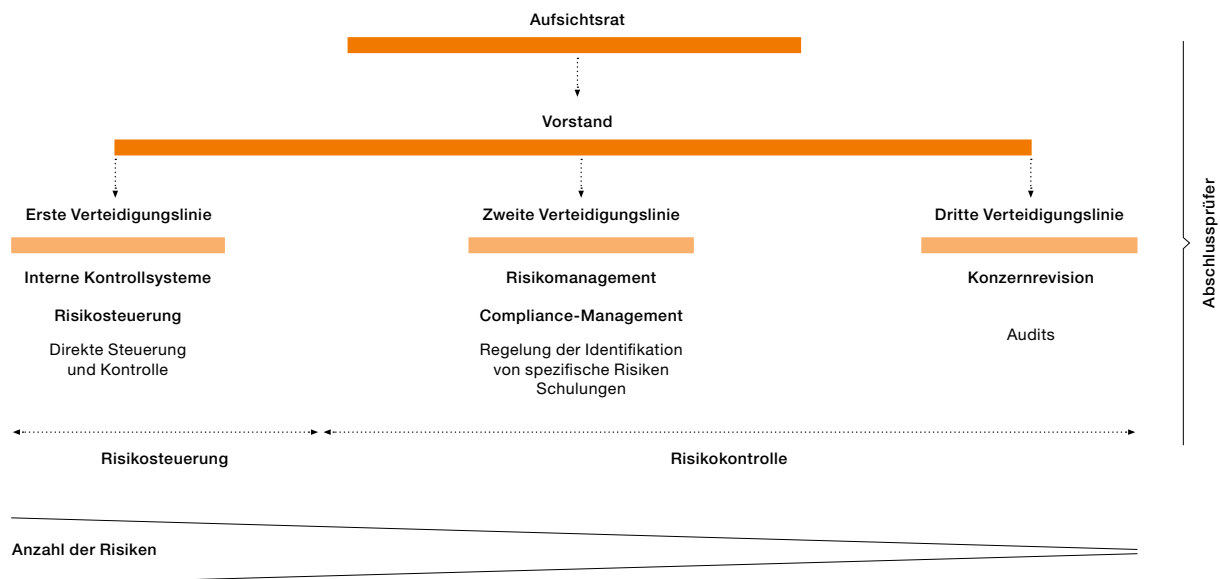 Aufsichtsrat
Vorstand
Erste Verteidigungslinie
Interne Kontrollsysteme
Risikosteuerung
Direkte Steuerung
und Kontrolle
Zweite Verteidigungslinie
Risikomanagement
Compliance-Management
Regelung der Identifikation
von spezifische Risiken
Schulungen
Dritte Verteidigungslinie
Konzernrevision
Audits
Abschlussprüfer
Risikosteuerung
Risikokontrolle
Anzahl der Risiken